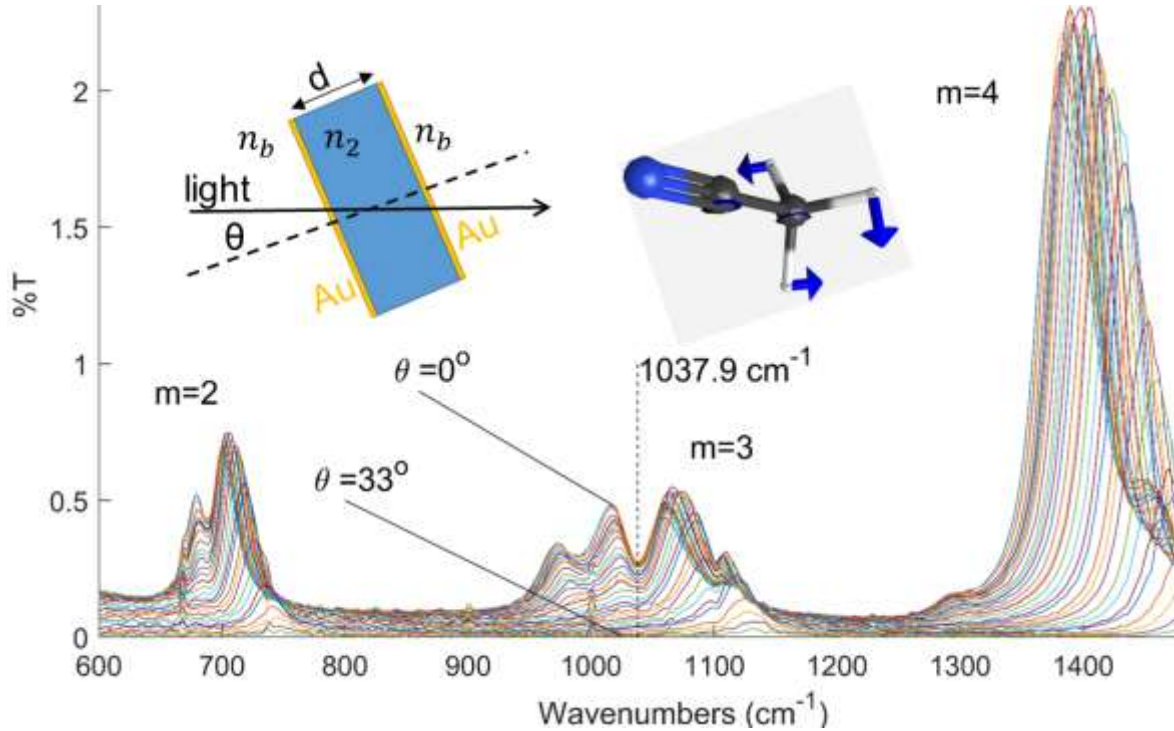 d
n_b
n_2
n_b
light
θ
Au
Au
m=4
m=2
θ =0°
1037.9 cm⁻¹
m=3
θ =33°
%T
2
1.5
1
0.5
0
600 700 800 900 1000 1100 1200 1300 1400
Wavenumbers (cm⁻¹)